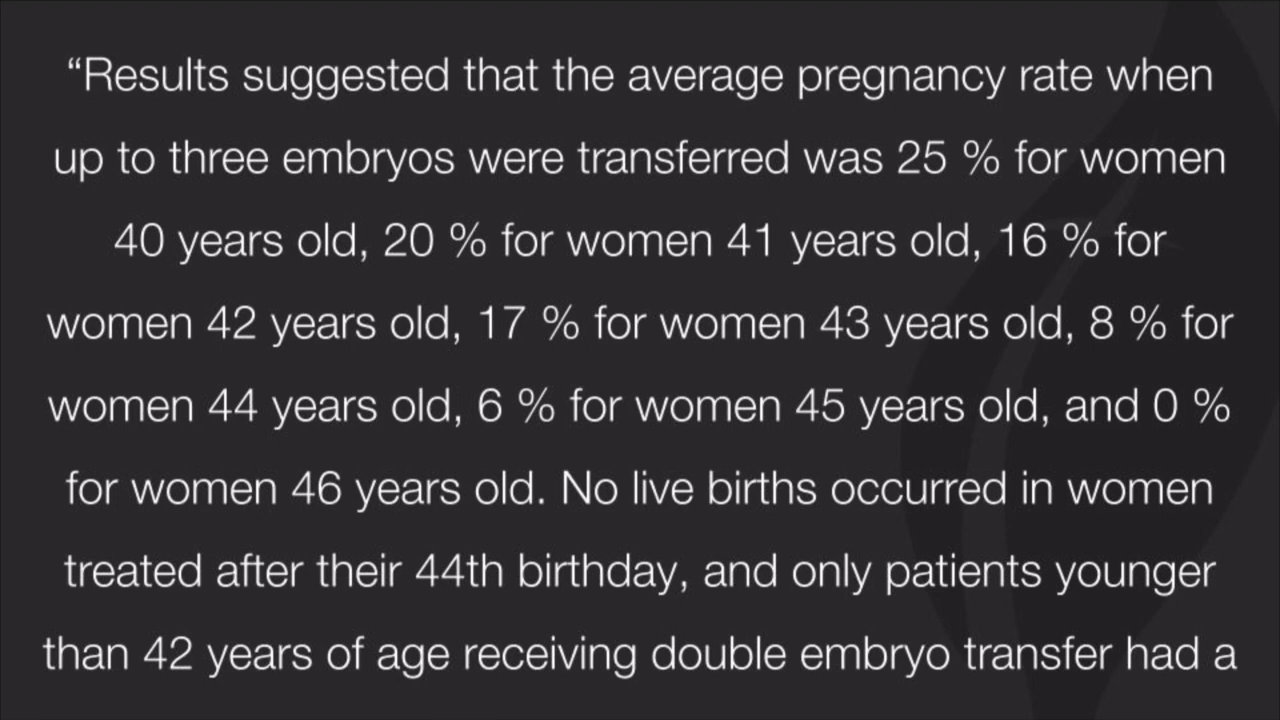 “Results suggested that the average pregnancy rate when
up to three embryos were transferred was 25 % for women
40 years old, 20 % for women 41 years old, 16 % for
women 42 years old, 17 % for women 43 years old, 8 % for
women 44 years old, 6 % for women 45 years old, and 0 %
for women 46 years old. No live births occurred in women
treated after their 44th birthday, and only patients younger
than 42 years of age receiving double embryo transfer had a